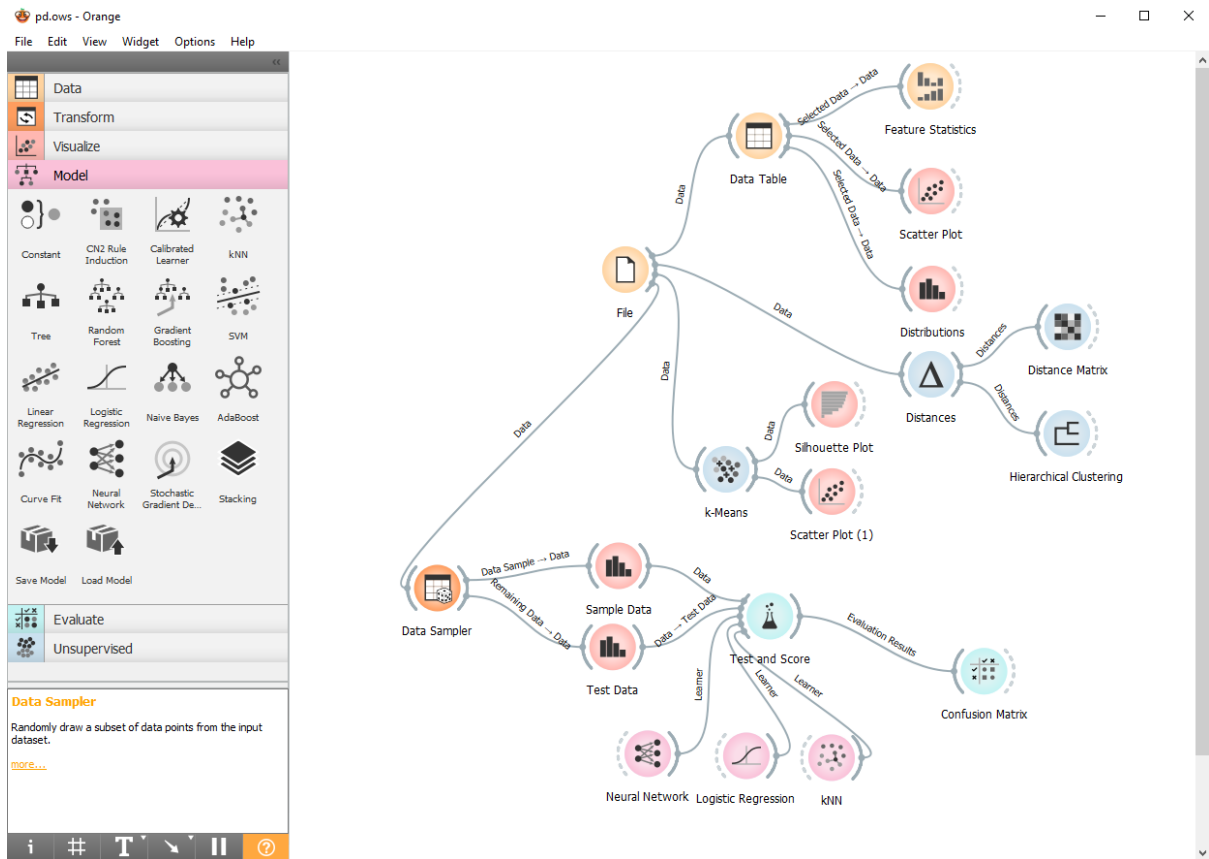 pd.ows - Orange
File Edit View Widget Options Help
Data
Transform
Visualize
Model
Constant
CN2 Rule
Induction
Calibrated
Learner
kNN
Tree
Random
Forest
Gradient
Boosting
SVM
Linear
Regression
Logistic
Regression
Naive Bayes
AdaBoost
Curve Fit
Neural
Network
Stochastic
Gradient De...
Stacking
Save Model
Load Model
Evaluate
Unsupervised
Data Sampler
Randomly draw a subset of data points from the input
dataset.
more...
Selected Data → Data
Feature Statistics
Data Table
Selected Data → Data
Scatter Plot
Selected Data → Data
Distributions
Data
File
Data
Distances
Distances
Distance Matrix
Distances
Hierarchical Clustering
Data
k-Means
Data
Silhouette Plot
Data
Scatter Plot (1)
Data
Data Sampler
Data Sample → Data
Sample Data
Remaining Data → Data
Test Data
Data
Data → Test Data
Test and Score
Evaluation Results
Confusion Matrix
Learner
Learner
Learner
Neural Network
Logistic Regression
kNN